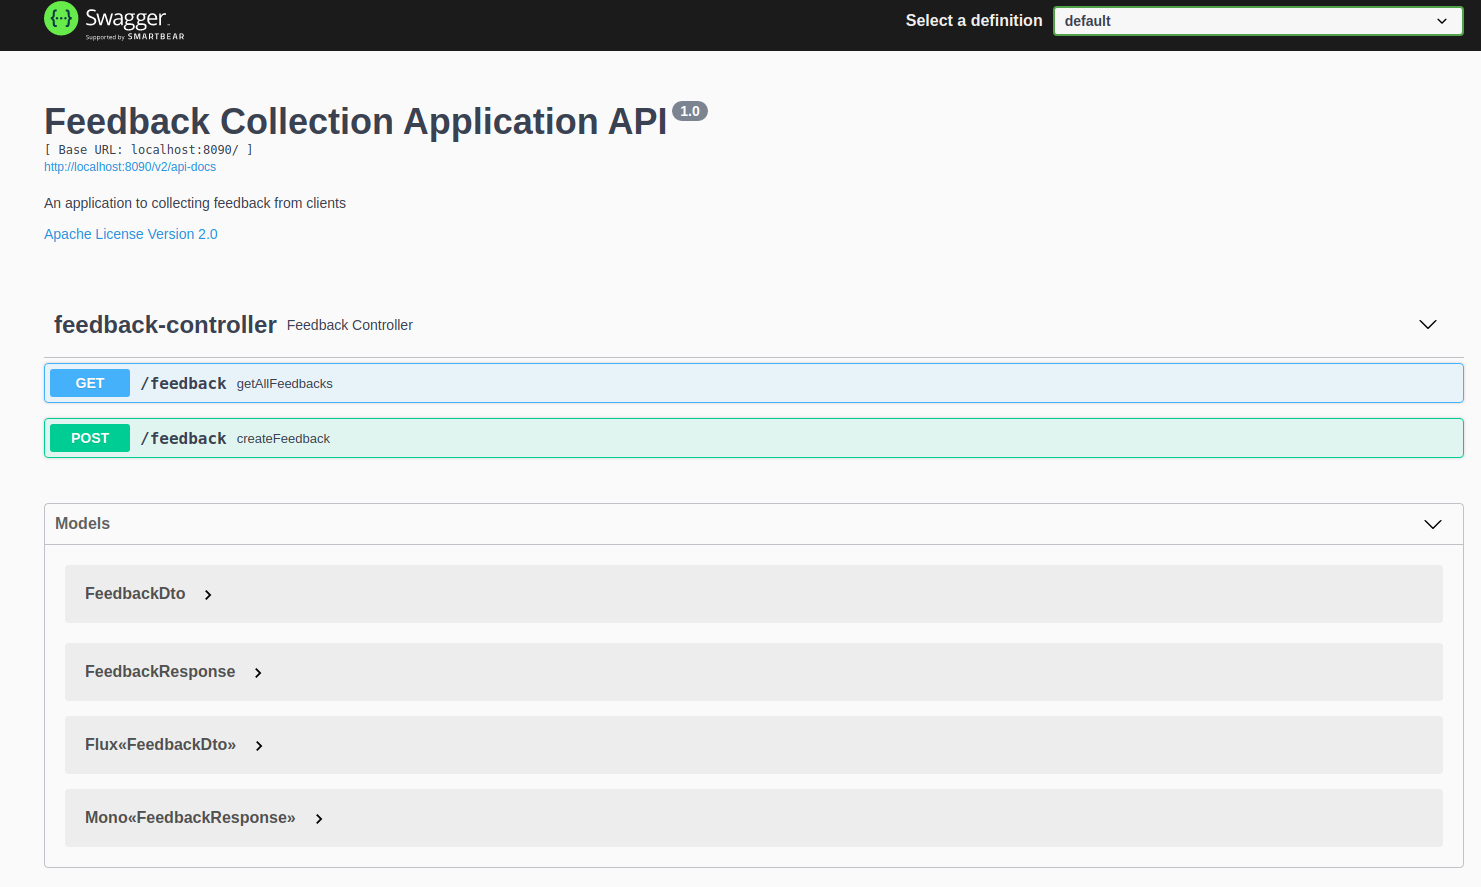 {···} Swagger
Supported by SMARTBEAR
Select a definition
default
Feedback Collection Application API 1.0
[ Base URL: localhost:8090/ ]
http://localhost:8090/v2/api-docs
An application to collecting feedback from clients
Apache License Version 2.0
feedback-controller Feedback Controller
GET /feedback getAllFeedbacks
POST /feedback createFeedback
Models
FeedbackDto
FeedbackResponse
Flux«FeedbackDto»
Mono«FeedbackResponse»